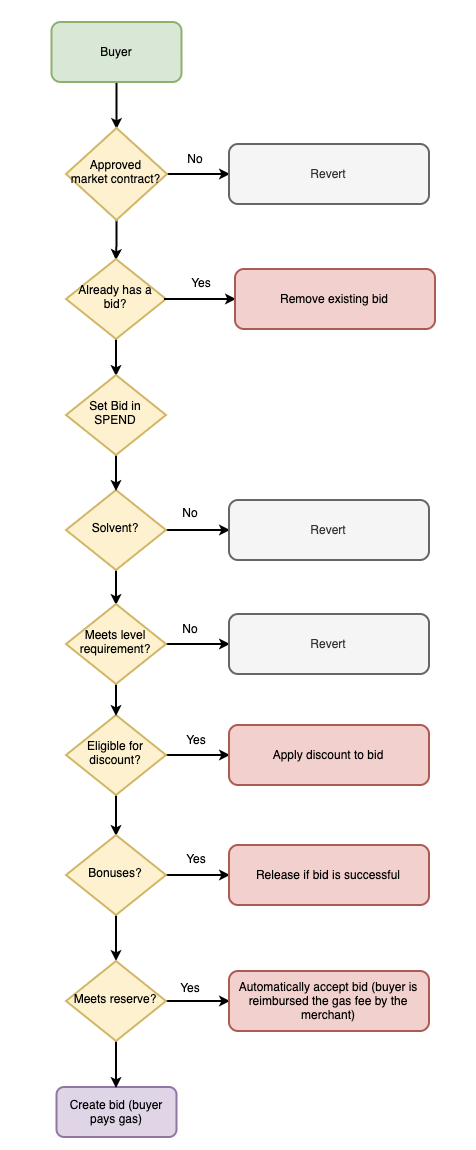 Buyer
Approved
market contract?
No
Revert
Already has a
bid?
Yes
Remove existing bid
Set Bid in
SPEND
Solvent?
No
Revert
Meets level
requirement?
No
Revert
Eligible for
discount?
Yes
Apply discount to bid
Bonuses?
Yes
Release if bid is successful
Meets reserve?
Yes
Automatically accept bid (buyer is
reimbursed the gas fee by the
merchant)
Create bid (buyer
pays gas)